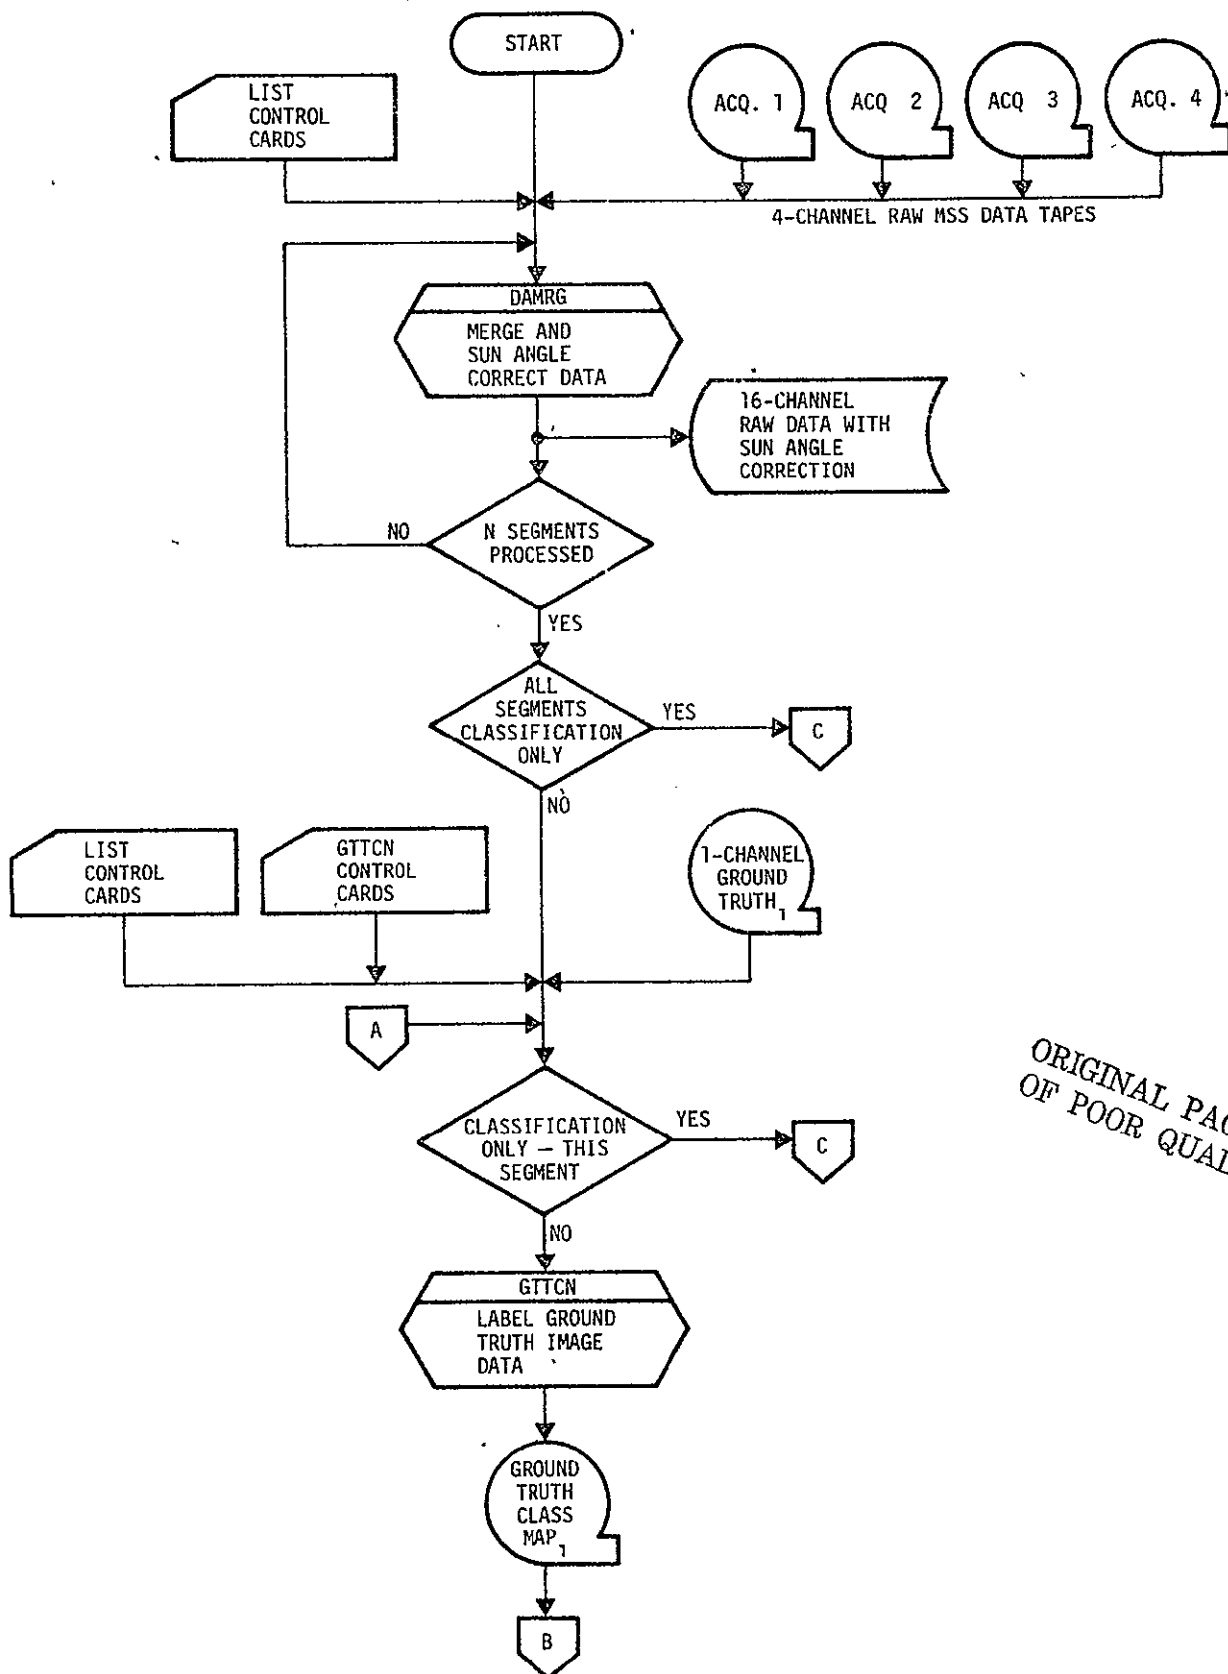 START
LIST
CONTROL
CARDS
ACQ. 1
ACQ 2
ACQ 3
ACQ. 4
4-CHANNEL RAW MSS DATA TAPES
DAMRG
MERGE AND
SUN ANGLE
CORRECT DATA
16-CHANNEL
RAW DATA WITH
SUN ANGLE
CORRECTION
NO
N SEGMENTS
PROCESSED
YES
ALL
SEGMENTS
CLASSIFICATION
ONLY
YES
C
NO
LIST
CONTROL
CARDS
GTTCN
CONTROL
CARDS
1-CHANNEL
GROUND
TRUTH1
A
CLASSIFICATION
ONLY — THIS
SEGMENT
YES
C
NO
ORIGINAL
OF POOR
GTTCN
LABEL GROUND
TRUTH IMAGE
DATA
GROUND
TRUTH
CLASS
MAP1
B